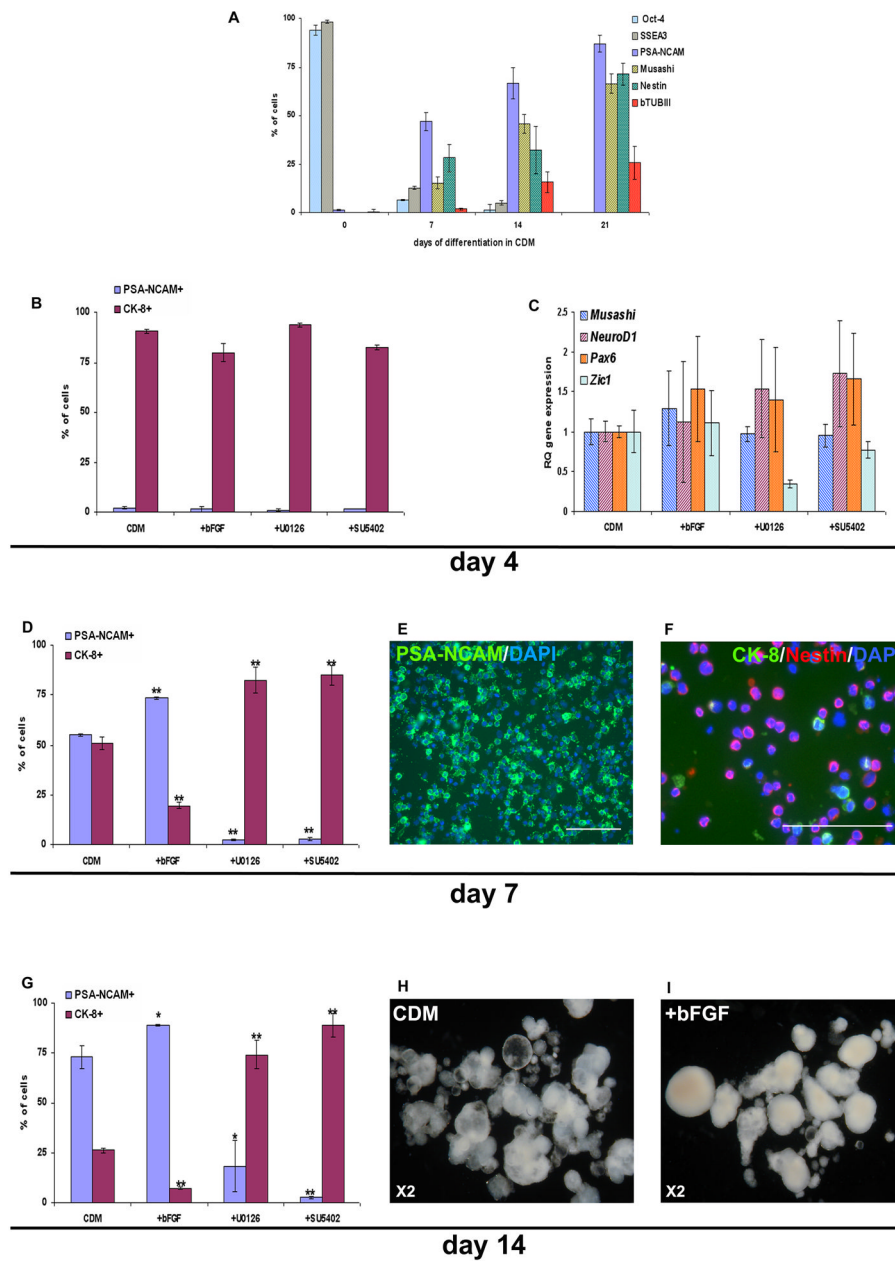 A
Oct-4
SSEA3
PSA-NCAM
Musashi
Nestin
bTUBIII
% of cells
100
75
50
25
0
0 7 14 21
days of differentiation in CDM
B
PSA-NCAM+
CK-8+
% of cells
100
75
50
25
0
CDM +bFGF +U0126 +SU5402
C
Musashi
NeuroD1
Pax6
Zic1
RQ gene expression
2.5
2
1.5
1
0.5
0
CDM +bFGF +U0126 +SU5402
day 4
D
PSA-NCAM+
CK-8+
% of cells
100
75
50
25
0
** ** ** ** ** **
CDM +bFGF +U0126 +SU5402
E
PSA-NCAM/DAPI
F
CK-8/Nestin/DAP
day 7
G
PSA-NCAM+
CK-8+
% of cells
100
75
50
25
0
* ** * ** ** **
CDM +bFGF +U0126 +SU5402
H
CDM
X2
I
+bFGF
X2
day 14